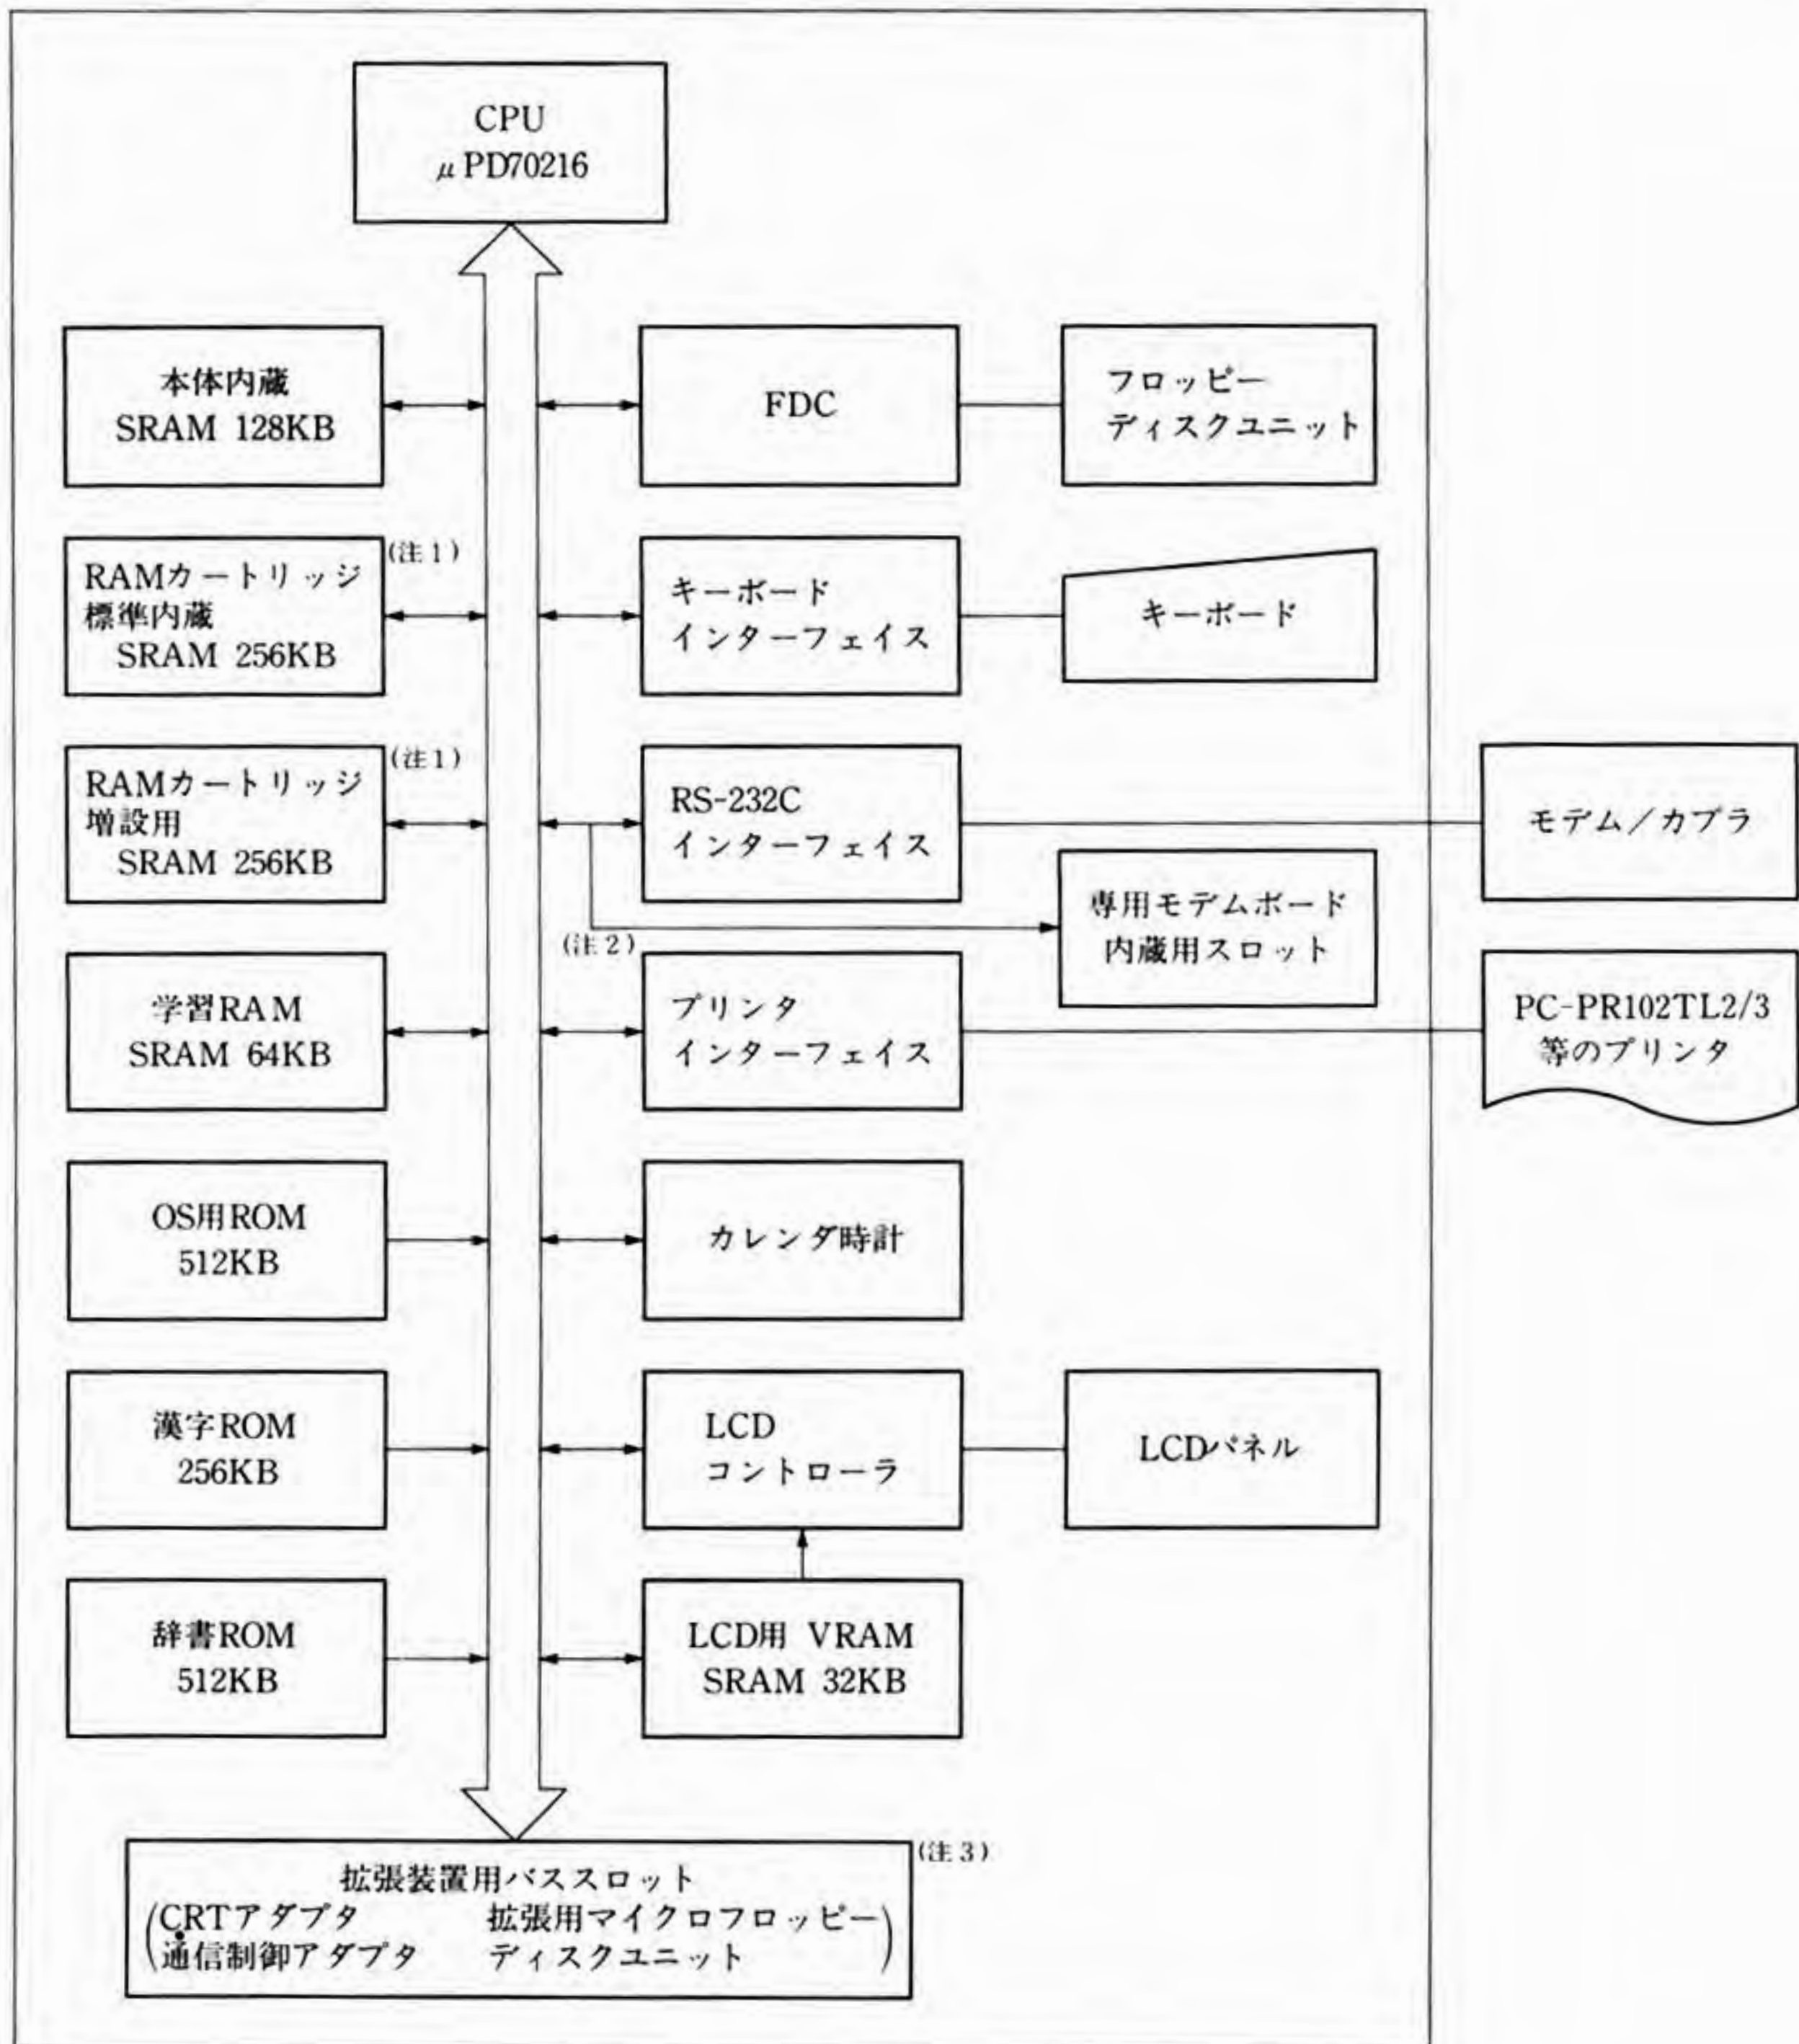 CPU
μPD70216
本体内蔵
SRAM 128KB
FDC
フロッピー
ディスクユニット
RAMカートリッジ
標準内蔵
SRAM 256KB
(注1)
キーボード
インターフェイス
キーボード
RAMカートリッジ
増設用
SRAM 256KB
(注1)
RS-232C
インターフェイス
モデム/カプラ
専用モデムボード
内蔵用スロット
学習RAM
SRAM 64KB
(注2)
プリンタ
インターフェイス
PC-PR102TL2/3
等のプリンタ
OS用ROM
512KB
カレンダ時計
漢字ROM
256KB
LCD
コントローラ
LCDパネル
辞書ROM
512KB
LCD用 VRAM
SRAM 32KB
拡張装置用バススロット
(注3)
(CRTアダプタ 拡張用マイクロフロッピー
通信制御アダプタ ディスクユニット)